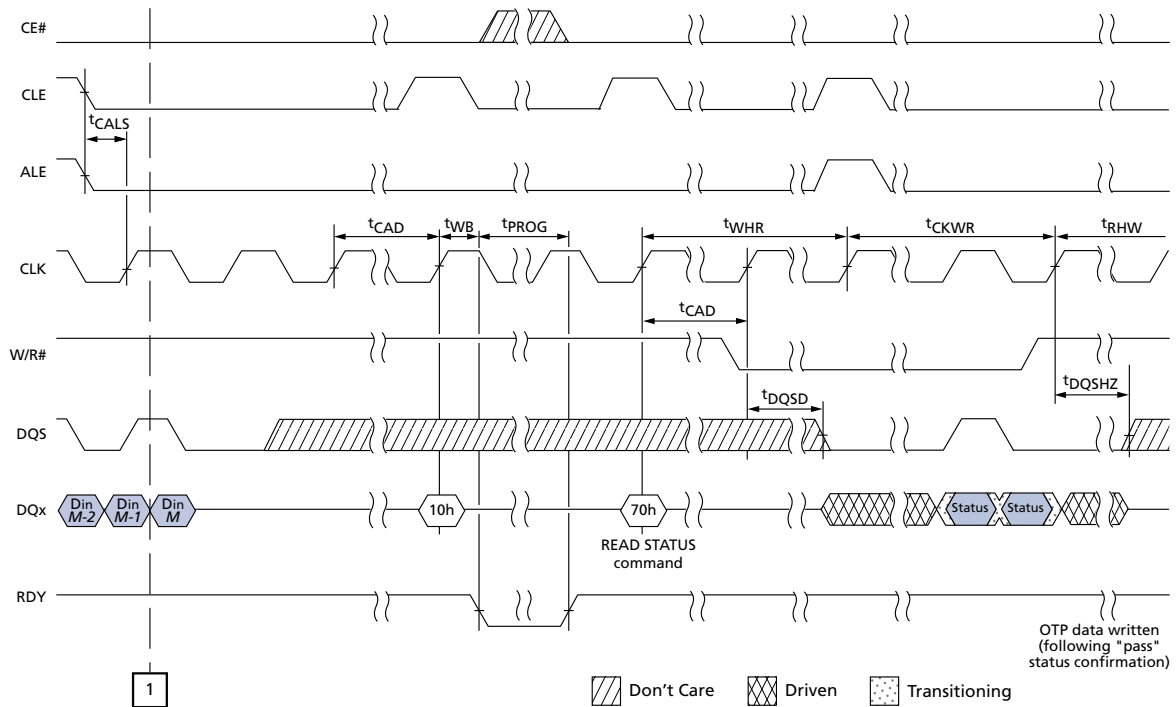 CE#
CLE
tCALS
ALE
tCAD
tWB
tPROG
tWHR
tCKWR
tRHW
CLK
tCAD
W/R#
tDQSD
tDQSHZ
DQS
DQx
Din
M-2
Din
M-1
Din
M
10h
70h
Status
Status
READ STATUS
command
RDY
OTP data written
(following "pass"
status confirmation)
1
Don't Care
Driven
Transitioning